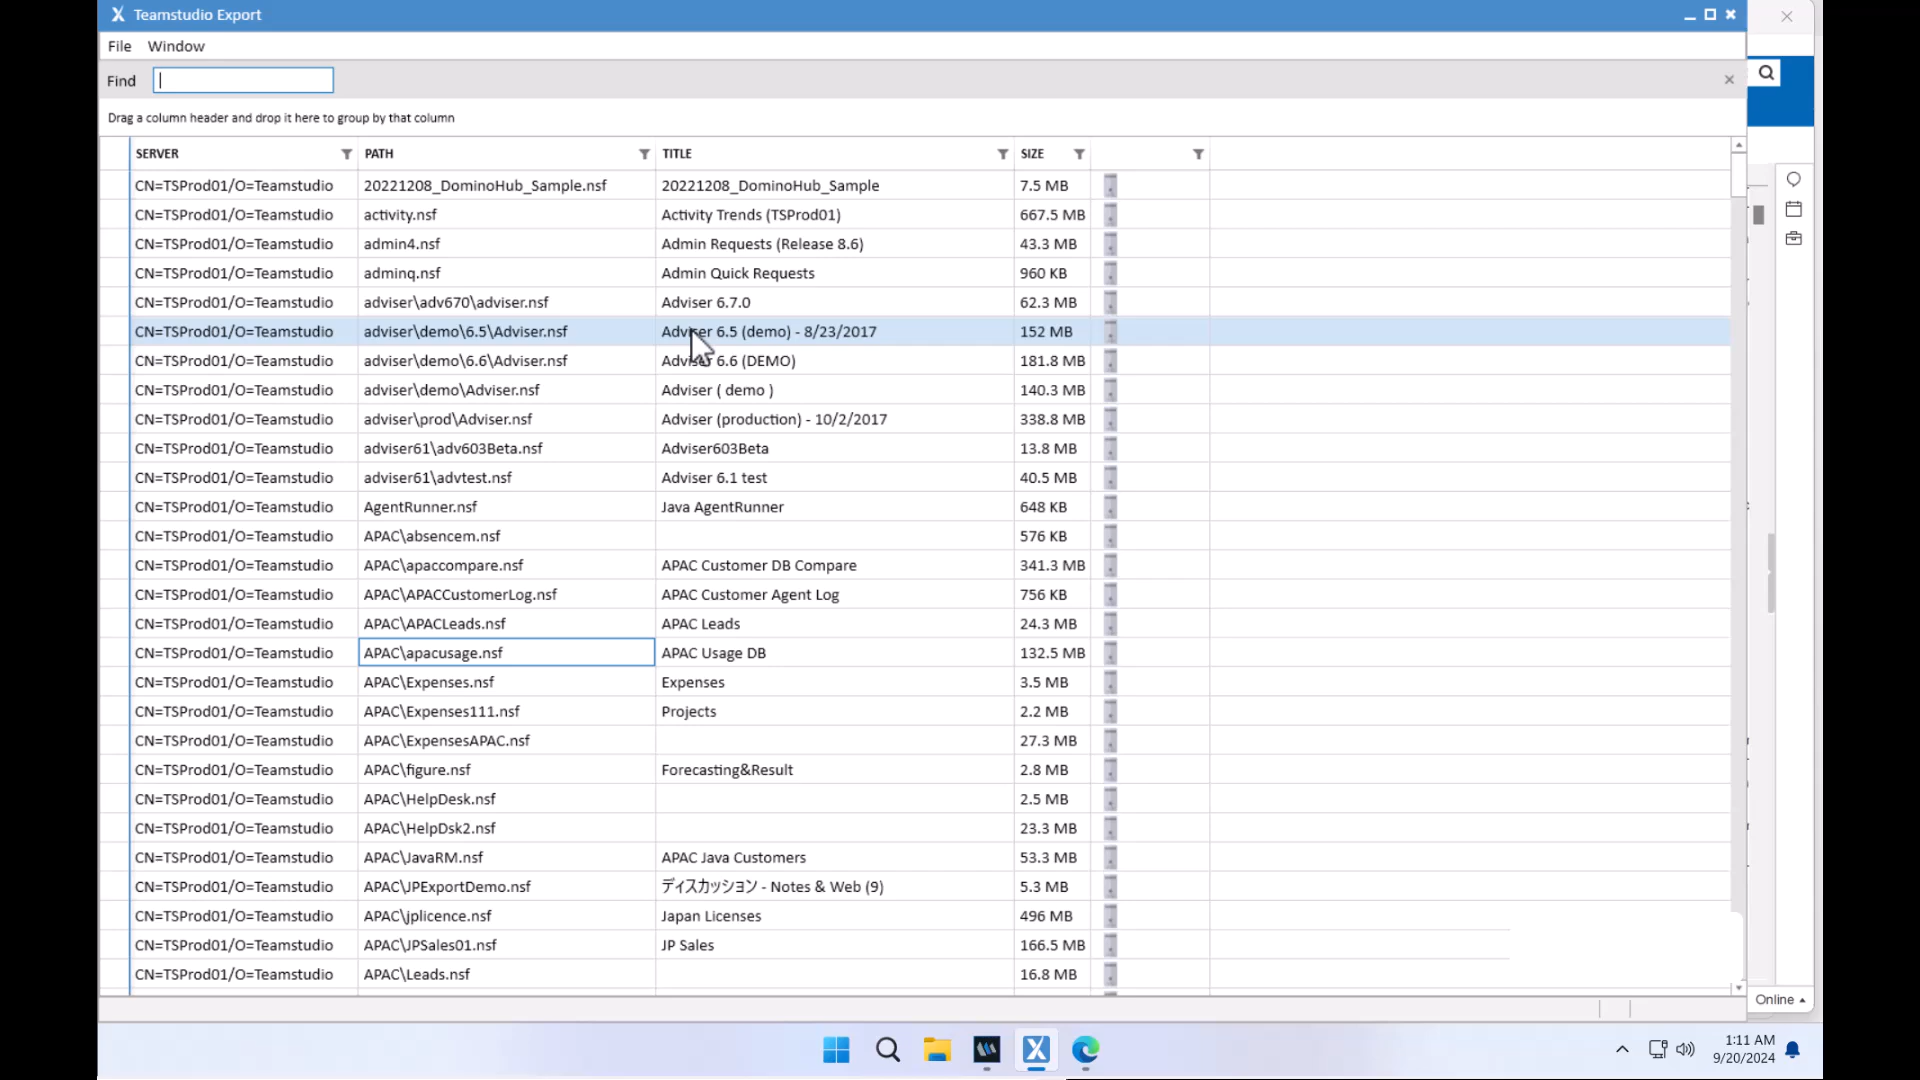 Teamstudio Export
File Window
Find
Drag a column header and drop it here to group by that column
SERVER PATH TITLE SIZE
CN=TSProd01/O=Teamstudio 20221208_DominoHub_Sample.nsf 20221208_DominoHub_Sample 7.5 MB
CN=TSProd01/O=Teamstudio activity.nsf Activity Trends (TSProd01) 667.5 MB
CN=TSProd01/O=Teamstudio admin4.nsf Admin Requests (Release 8.6) 43.3 MB
CN=TSProd01/O=Teamstudio adminq.nsf Admin Quick Requests 960 KB
CN=TSProd01/O=Teamstudio adviser\adv670\adviser.nsf Adviser 6.7.0 62.3 MB
CN=TSProd01/O=Teamstudio adviser\demo\6.5\Adviser.nsf Adviser 6.5 (demo) - 8/23/2017 152 MB
CN=TSProd01/O=Teamstudio adviser\demo\6.6\Adviser.nsf Adviser 6.6 (DEMO) 181.8 MB
CN=TSProd01/O=Teamstudio adviser\demo\Adviser.nsf Adviser ( demo ) 140.3 MB
CN=TSProd01/O=Teamstudio adviser\prod\Adviser.nsf Adviser (production) - 10/2/2017 338.8 MB
CN=TSProd01/O=Teamstudio adviser61\adv603Beta.nsf Adviser603Beta 13.8 MB
CN=TSProd01/O=Teamstudio adviser61\advtest.nsf Adviser 6.1 test 40.5 MB
CN=TSProd01/O=Teamstudio AgentRunner.nsf Java AgentRunner 648 KB
CN=TSProd01/O=Teamstudio APAC\absencem.nsf 576 KB
CN=TSProd01/O=Teamstudio APAC\apaccompare.nsf APAC Customer DB Compare 341.3 MB
CN=TSProd01/O=Teamstudio APAC\APACCustomerLog.nsf APAC Customer Agent Log 756 KB
CN=TSProd01/O=Teamstudio APAC\APACLeads.nsf APAC Leads 24.3 MB
CN=TSProd01/O=Teamstudio APAC\apacusage.nsf APAC Usage DB 132.5 MB
CN=TSProd01/O=Teamstudio APAC\Expenses.nsf Expenses 3.5 MB
CN=TSProd01/O=Teamstudio APAC\Expenses111.nsf Projects 2.2 MB
CN=TSProd01/O=Teamstudio APAC\ExpensesAPAC.nsf 27.3 MB
CN=TSProd01/O=Teamstudio APAC\figure.nsf Forecasting&Result 2.8 MB
CN=TSProd01/O=Teamstudio APAC\HelpDesk.nsf 2.5 MB
CN=TSProd01/O=Teamstudio APAC\HelpDsk2.nsf 23.3 MB
CN=TSProd01/O=Teamstudio APAC\JavaRM.nsf APAC Java Customers 53.3 MB
CN=TSProd01/O=Teamstudio APAC\JPExportDemo.nsf ディスカッション - Notes & Web (9) 5.3 MB
CN=TSProd01/O=Teamstudio APAC\jplicence.nsf Japan Licenses 496 MB
CN=TSProd01/O=Teamstudio APAC\JPSales01.nsf JP Sales 166.5 MB
CN=TSProd01/O=Teamstudio APAC\Leads.nsf 16.8 MB
Online
1:11 AM
9/20/2024